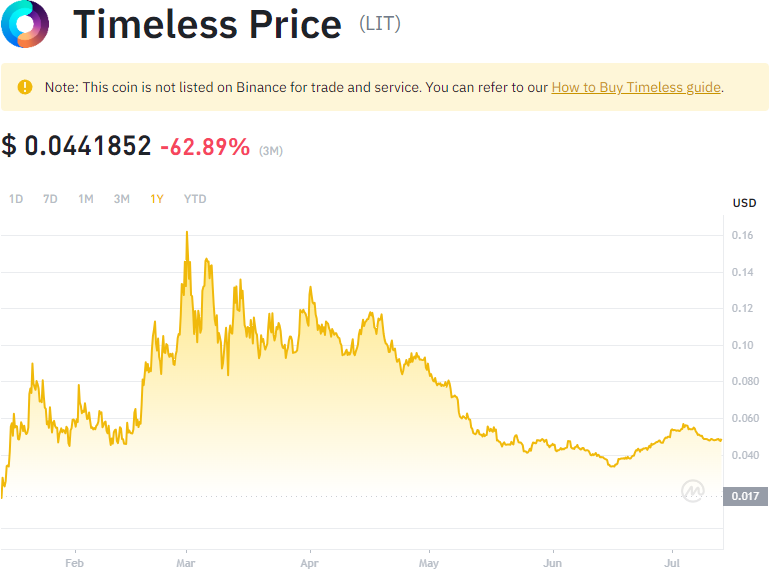 Timeless Price (LIT)
Note: This coin is not listed on Binance for trade and service. You can refer to our How to Buy Timeless guide.
$ 0.0441852 -62.89% (3M)
1D 7D 1M 3M 1Y YTD
USD
0.16
0.14
0.12
0.10
0.080
0.060
0.040
0.017
Feb Mar Apr May Jun Jul